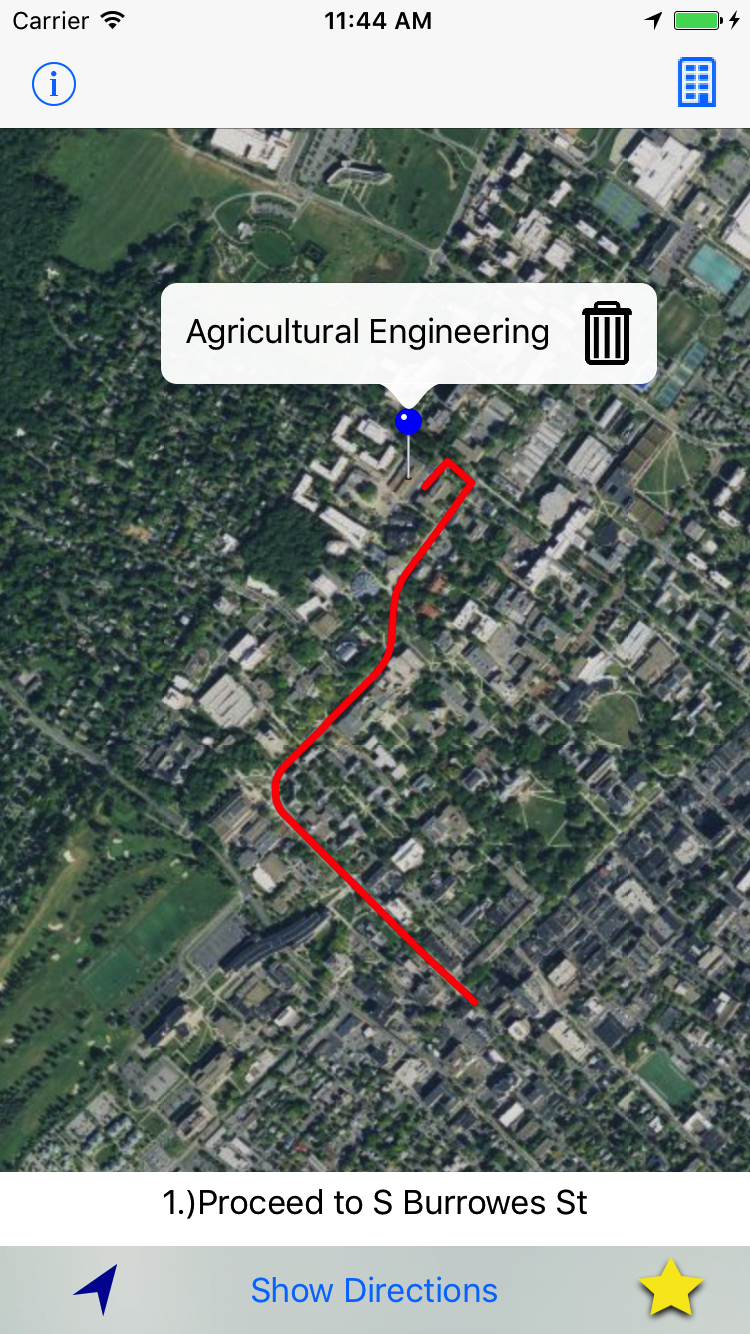 Carrier 11:44 AM
i
Agricultural Engineering
1.)Proceed to S Burrowes St
Show Directions